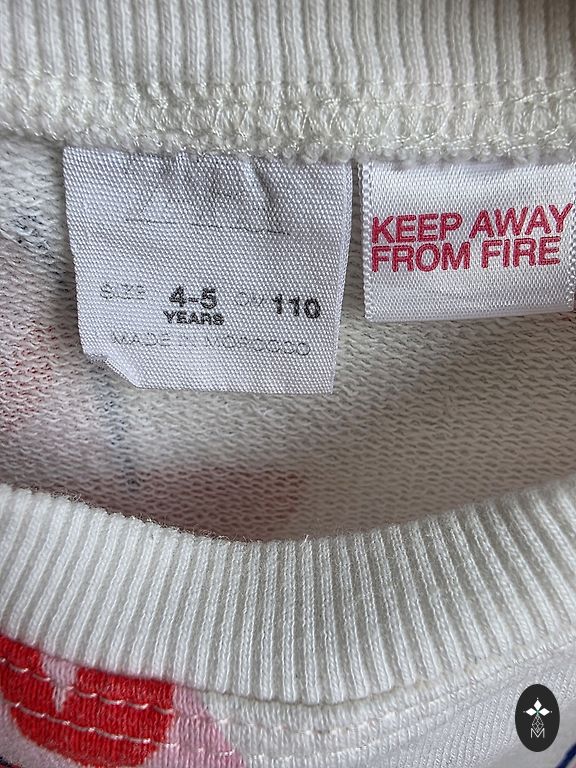 SIZE 4-5 CM 110
YEARS
MADE IN MOROCCO
KEEP AWAY
FROM FIRE
M